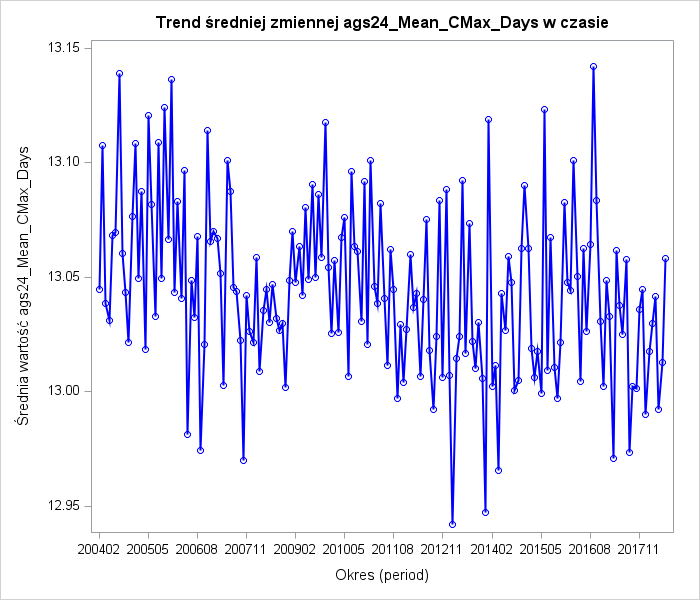 Trend średniej zmiennej ags24_Mean_CMax_Days w czasie
Średnia wartość ags24_Mean_CMax_Days
13.15
13.10
13.05
13.00
12.95
200402 200505 200608 200711 200902 201005 201108 201211 201402 201505 201608 201711
Okres (period)